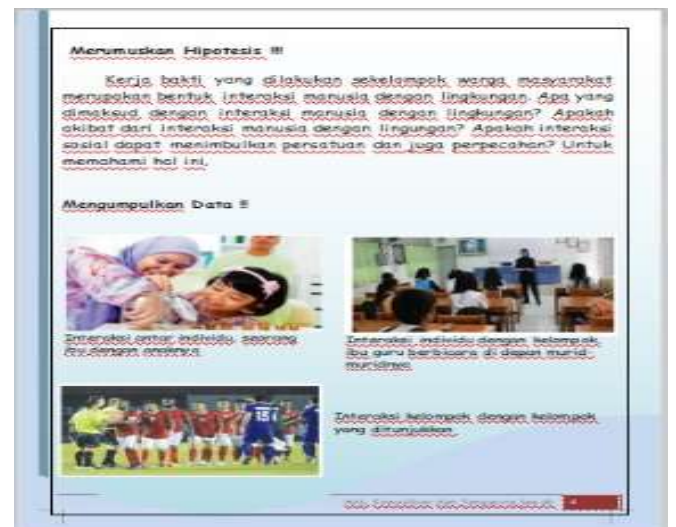 Merumuskan Hipotesis !!!
Kerja bakti yang dilakukan sekelompok warga masyarakat
merupakan bentuk interaksi manusia dengan lingkungan. Apa yang
dimaksud dengan interaksi manusia dengan lingkungan? Apakah
akibat dari interaksi manusia dengan lingungan? Apakah interaksi
sosial dapat menimbulkan persatuan dan juga perpecahan? Untuk
memahami hal ini,
Mengumpulkan Data !!
Interaksi antar individu, seorang
ibu dengan anaknya
Interaksi individu dengan kelompok,
ibu guru berbicara di depan murid-
muridnya
Interaksi kelompok dengan kelompok
yang ditunjukkan
15
dan